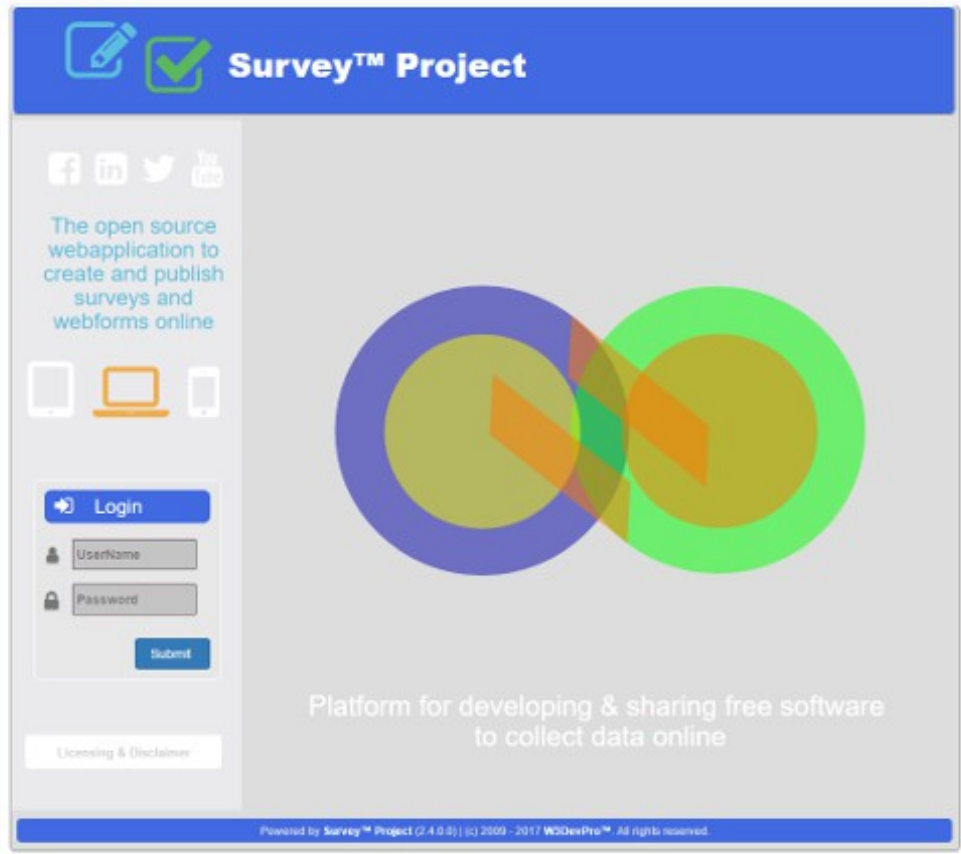 Survey™ Project
You
Tube
The open source
webapplication to
create and publish
surveys and
webforms online
Login
UserName
Password
Submit
Licensing & Disclaimer
Platform for developing & sharing free software
to collect data online
Powered by Survey™ Project (2.4.0.0) | (c) 2009 - 2017 W3DevPro™. All rights reserved.